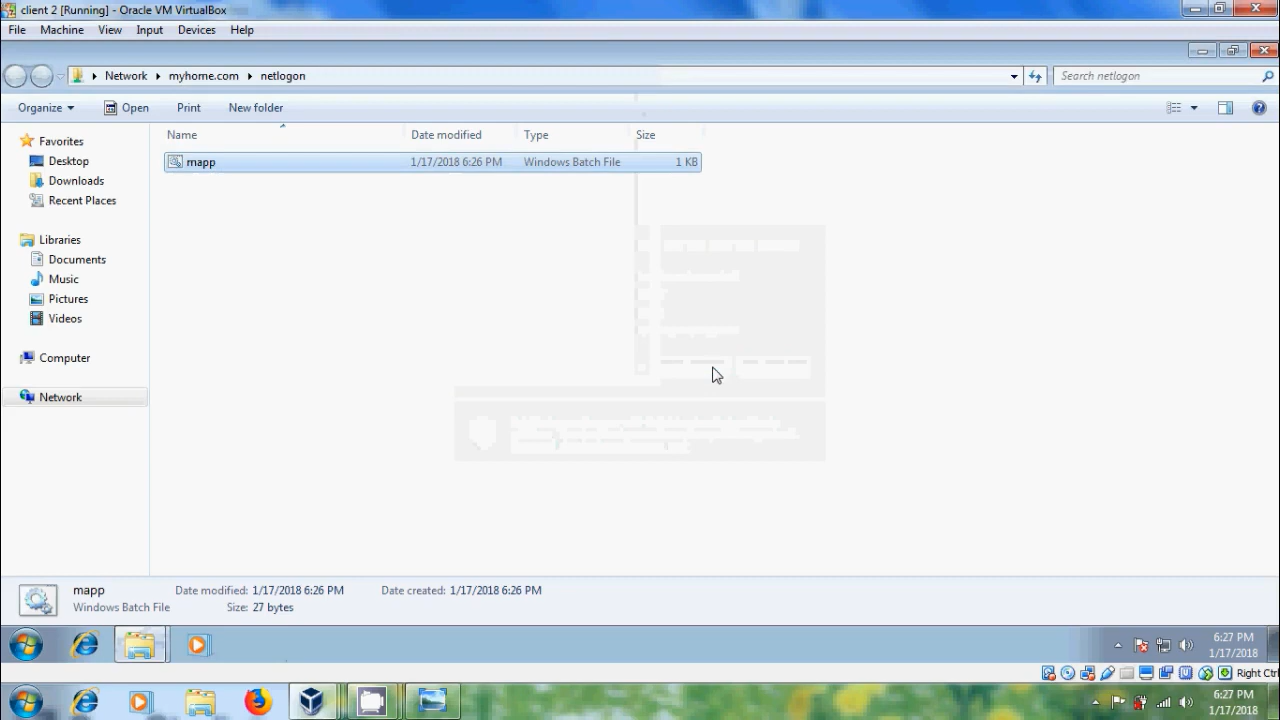 client 2 [Running] - Oracle VM VirtualBox
File Machine View Input Devices Help
Network myhome.com netlogon
Search netlogon
Organize Open Print New folder
Name Date modified Type Size
mapp 1/17/2018 6:26 PM Windows Batch File 1 KB
Favorites
Desktop
Downloads
Recent Places
Libraries
Documents
Music
Pictures
Videos
Computer
Network
mapp Date modified: 1/17/2018 6:26 PM Date created: 1/17/2018 6:26 PM
Windows Batch File Size: 27 bytes
6:27 PM
1/17/2018
Right Ctrl
6:27 PM
1/17/2018